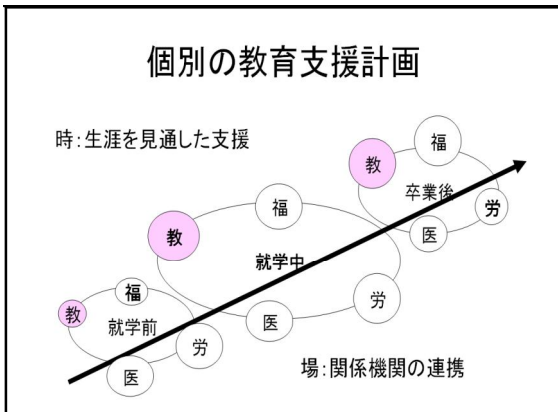 個別の教育支援計画
時:生涯を見通した支援
教
福
卒業後
労
医
教
福
就学中
労
医
教
福
就学前
労
医
場:関係機関の連携